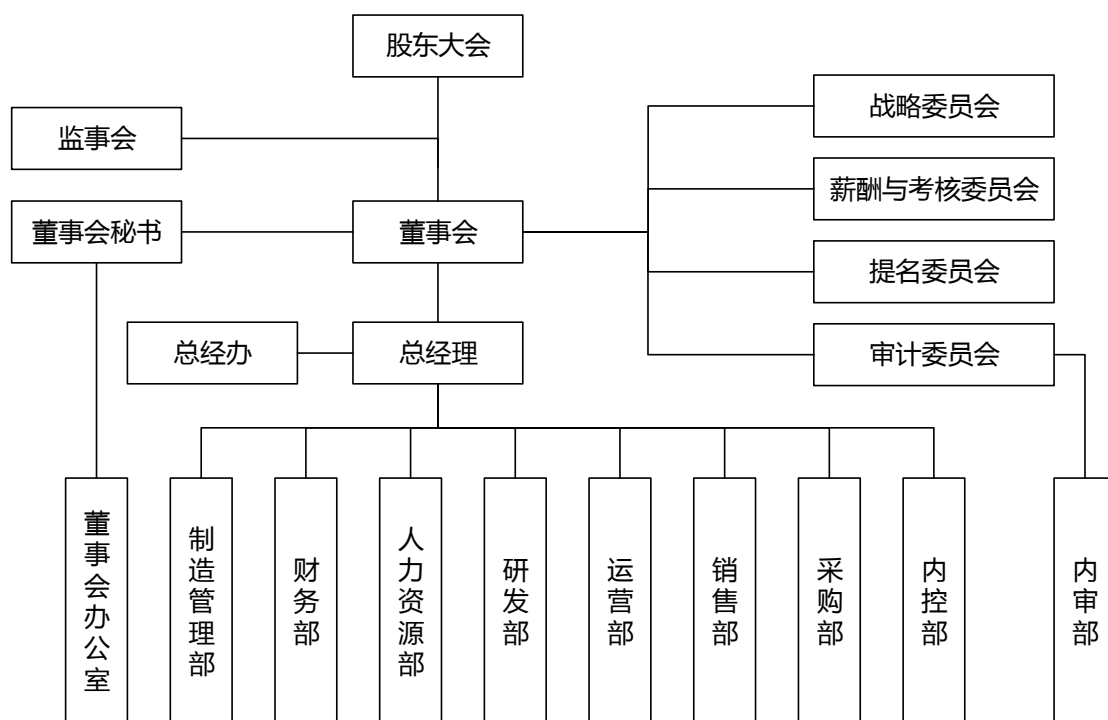 股东大会
监事会
战略委员会
薪酬与考核委员会
董事会秘书
董事会
提名委员会
总经办
总经理
审计委员会
董事会办公室
制造管理部
财务部
人力资源部
研发部
运营部
销售部
采购部
内控部
内审部